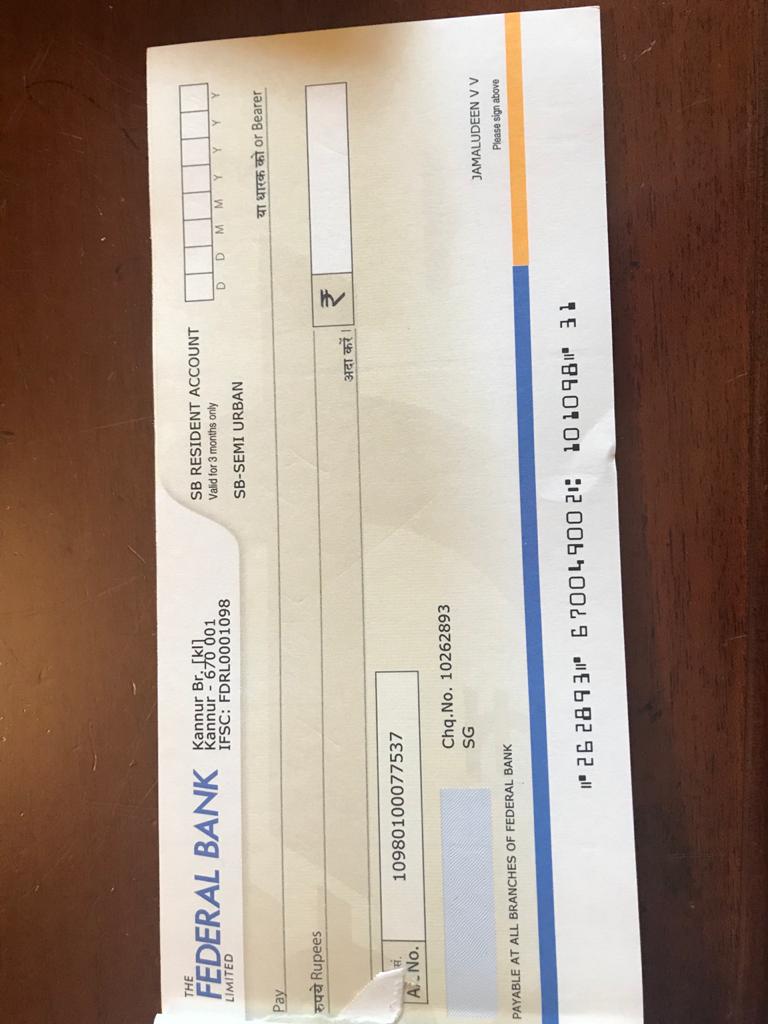 THE
FEDERAL BANK
LIMITED
Kannur Br. [kl]
Kannur - 670 001
IFSC: FDRL0001098
SB RESIDENT ACCOUNT
Valid for 3 months only
SB-SEMI URBAN
D D M M Y Y Y Y
Pay
या धारक को or Bearer
रुपये Rupees
अदा करें ₹
सं.
A/c No.
10980100077537
Chq.No. 10262893
SG
JAMALUDEEN V V
Please sign above
PAYABLE AT ALL BRANCHES OF FEDERAL BANK
⑈262893⑈ 670049002⑆ 101098⑈ 31